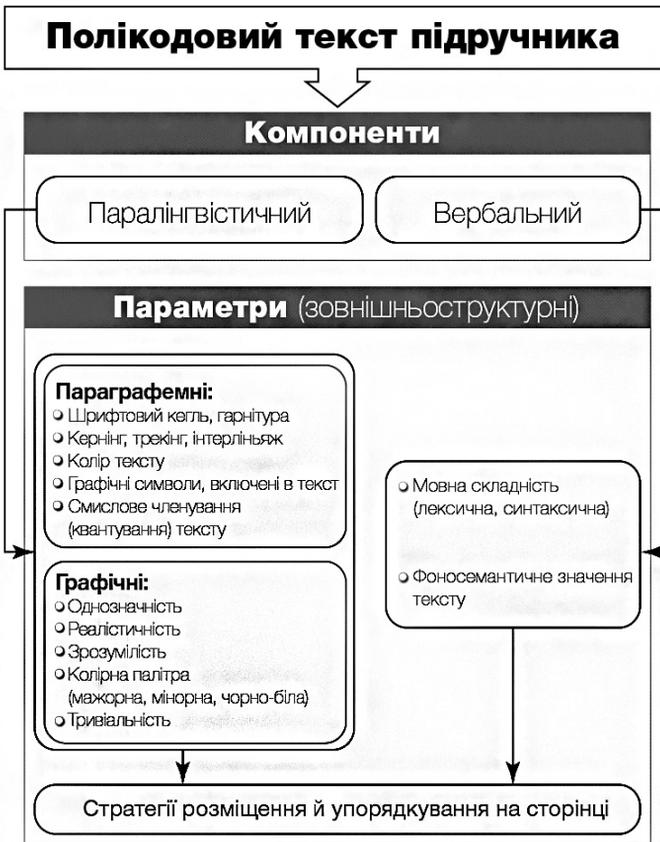 Полікодовий текст підручника
Компоненти
Паралінгвістичний
Вербальний
Параметри (зовнішньоструктурні)
Параграфемні:
Шрифтовий кегль, гарнітура
Кернінг, трекінг, інтерліньяж
Колір тексту
Графічні символи, включені в текст
Смислове членування
(квантування) тексту
Графічні:
Однозначність
Реалістичність
Зрозумілість
Колірна палітра
(мажорна, мінорна, чорно-біла)
Тривіальність
Мовна складність
(лексична, синтаксична)
Фоносемантичне значення
тексту
Стратегії розміщення й упорядкування на сторінці